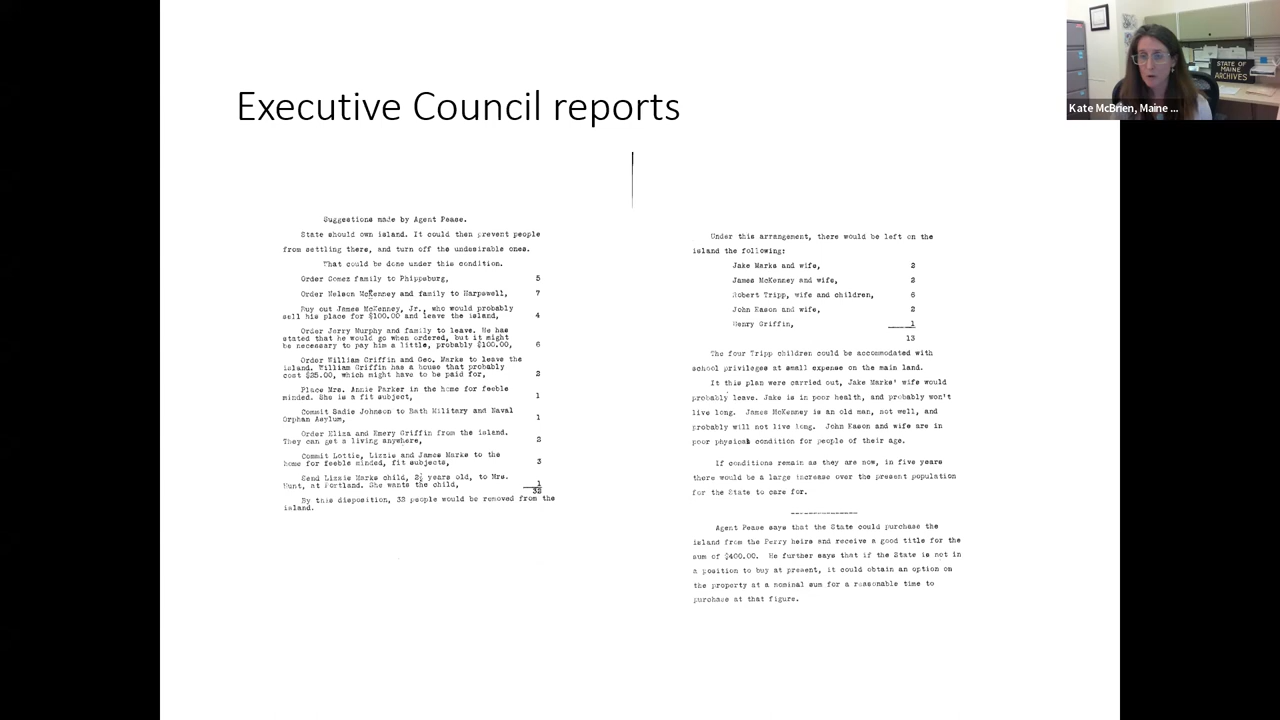 Executive Council reports
Suggestions made by Agent Pease.
State should own island. It could then prevent people
from settling there, and turn off the undesirable ones.
That could be done under this condition.
Order Gomez family to Phippsburg, 5
Order Nelson McKenney and family to Harpswell, 7
Buy out James McKenney, Jr., who would probably
sell his place for $100.00 and leave the island, 4
Order Jerry Murphy and family to leave. He has
stated that he would go when ordered, but it might
be necessary to pay him a little, probably $100.00, 6
Order William Griffin and Geo. Marks to leave the
island. William Griffin has a house that probably
cost $25.00, which might have to be paid for, 2
Place Mrs. Annie Parker in the home for feeble
minded. She is a fit subject, 1
Commit Sadie Johnson to Bath Military and Naval
Orphan Asylum, 1
Order Eliza and Emery Griffin from the island.
They can get a living anywhere, 2
Commit Lottie, Lizzie and James Marks to the
home for feeble minded, fit subjects, 3
Send Lizzie Marks child, 2½ years old, to Mrs.
Hunt, at Portland. She wants the child, 1
32
By this disposition, 32 people would be removed from the
island.
Under this arrangement, there would be left on the
island the following:
Jake Marks and wife, 2
James McKenney and wife, 2
Robert Tripp, wife and children, 6
John Eason and wife, 2
Henry Griffin, 1
13
The four Tripp children could be accommodated with
school privileges at small expense on the main land.
It this plan were carried out, Jake Marks' wife would
probably leave. Jake is in poor health, and probably won't
live long. James McKenney is an old man, not well, and
probably will not live long. John Eason and wife are in
poor physical condition for people of their age.
If conditions remain as they are now, in five years
there would be a large increase over the present population
for the State to care for.
Agent Pease says that the State could purchase the
island from the Perry heirs and receive a good title for the
sum of $400.00. He further says that if the State is not in
a position to buy at present, it could obtain an option on
the property at a nominal sum for a reasonable time to
purchase at that figure.
STATE OF
MAINE
ARCHIVES
Kate McBrien, Maine ...